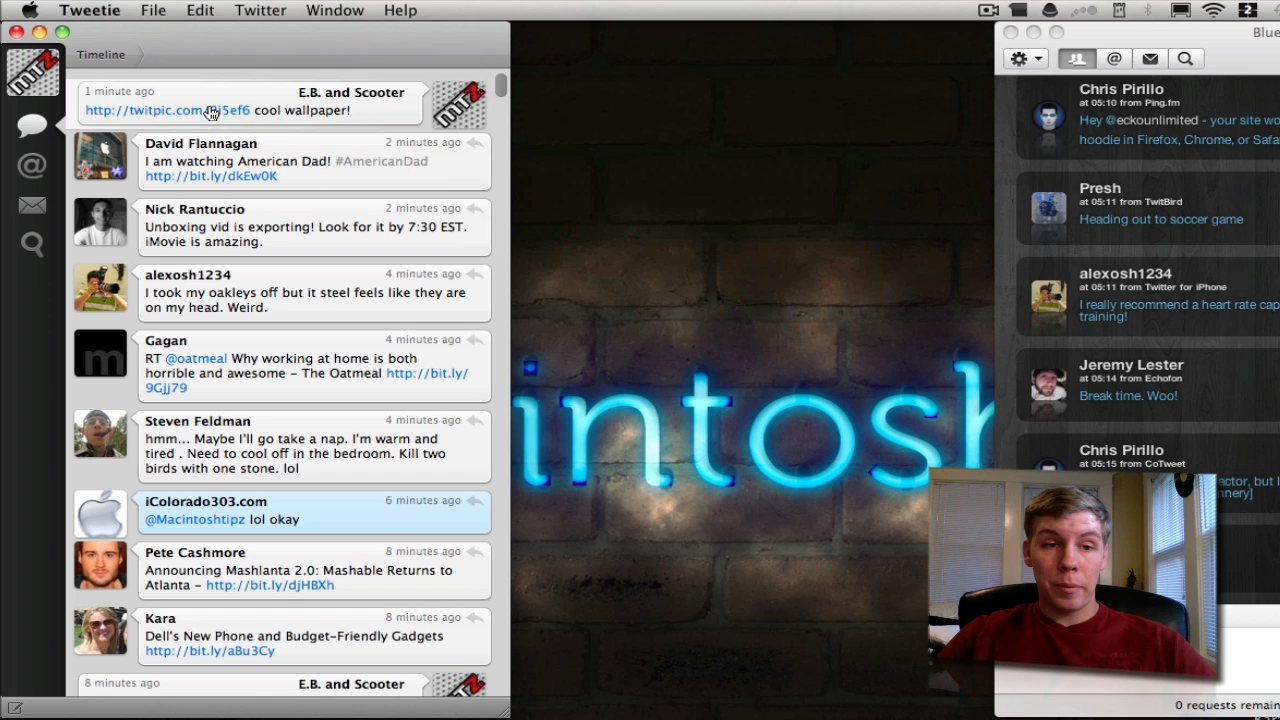 Tweetie File Edit Twitter Window Help
2
Timeline
1 minute ago E.B. and Scooter
cool wallpaper!
David Flannagan 2 minutes ago
I am watching American Dad! #AmericanDad
http://bit.ly/dkEw0K
Nick Rantuccio 2 minutes ago
Unboxing vid is exporting! Look for it by 7:30 EST.
iMovie is amazing.
alexosh1234 4 minutes ago
I took my oakleys off but it steel feels like they are
on my head. Weird.
Gagan 4 minutes ago
RT @oatmeal Why working at home is both
horrible and awesome - The Oatmeal http://bit.ly/
9Gjj79
Steven Feldman 4 minutes ago
hmm... Maybe I'll go take a nap. I'm warm and
tired . Need to cool off in the bedroom. Kill two
birds with one stone. lol
iColorado303.com 6 minutes ago
@Macintoshtipz lol okay
Pete Cashmore 8 minutes ago
Announcing Mashlanta 2.0: Mashable Returns to
Atlanta - http://bit.ly/djHBXh
Kara 8 minutes ago
Dell's New Phone and Budget-Friendly Gadgets
http://bit.ly/aBu3Cy
8 minutes ago E.B. and Scooter
intosh
Blue
Chris Pirillo
at 05:10 from Ping.fm
Hey @eckounlimited - your site wo
hoodie in Firefox, Chrome, or Safa
Presh
at 05:11 from TwitBird
Heading out to soccer game
alexosh1234
at 05:11 from Twitter for iPhone
I really recommend a heart rate cap
training!
Jeremy Lester
at 05:14 from Echofon
Break time. Woo!
Chris Pirillo
at 05:15 from CoTweet
actor, but I
nnery]
0 requests remain